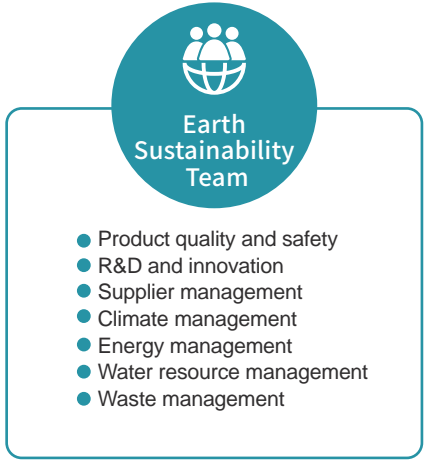 Earth
Sustainability
Team
Product quality and safety
R&D and innovation
Supplier management
Climate management
Energy management
Water resource management
Waste management